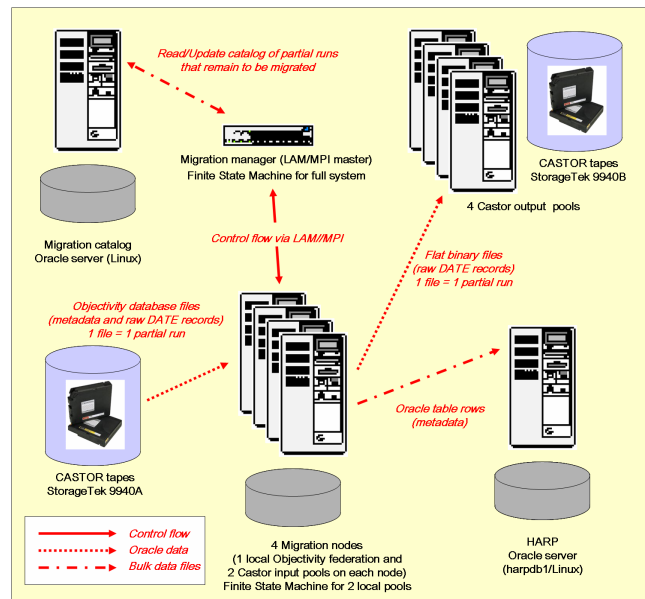 Read/Update catalog of partial runs
that remain to be migrated
Migration manager (LAM/MPI master)
Finite State Machine for full system
CASTOR tapes
StorageTek 9940B
4 Castor output pools
Migration catalog
Oracle server (Linux)
Control flow via LAM//MPI
Flat binary files
(raw DATE records)
1 file = 1 partial run
Objectivity database files
(metadata and raw DATE records)
1 file = 1 partial run
Oracle table rows
(metadata)
CASTOR tapes
StorageTek 9940A
4 Migration nodes
(1 local Objectivity federation and
2 Castor input pools on each node)
Finite State Machine for 2 local pools
HARP
Oracle server
(harpdb1/Linux)
Control flow
Oracle data
Bulk data files